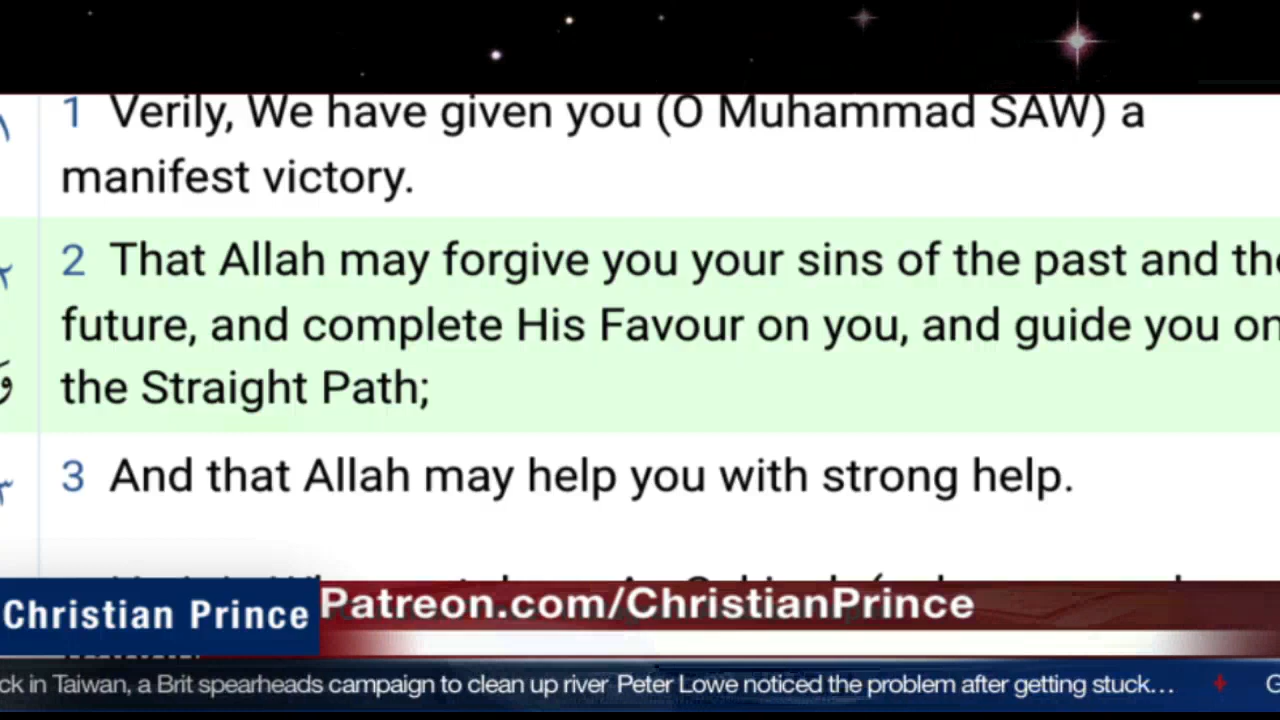 1 Verily, We have given you (O Muhammad SAW) a
manifest victory.
2 That Allah may forgive you your sins of the past and the
future, and complete His Favour on you, and guide you on
the Straight Path;
3 And that Allah may help you with strong help.
Christian Prince
Patreon.com/ChristianPrince
ck in Taiwan, a Brit spearheads campaign to clean up river Peter Lowe noticed the problem after getting stuck... G